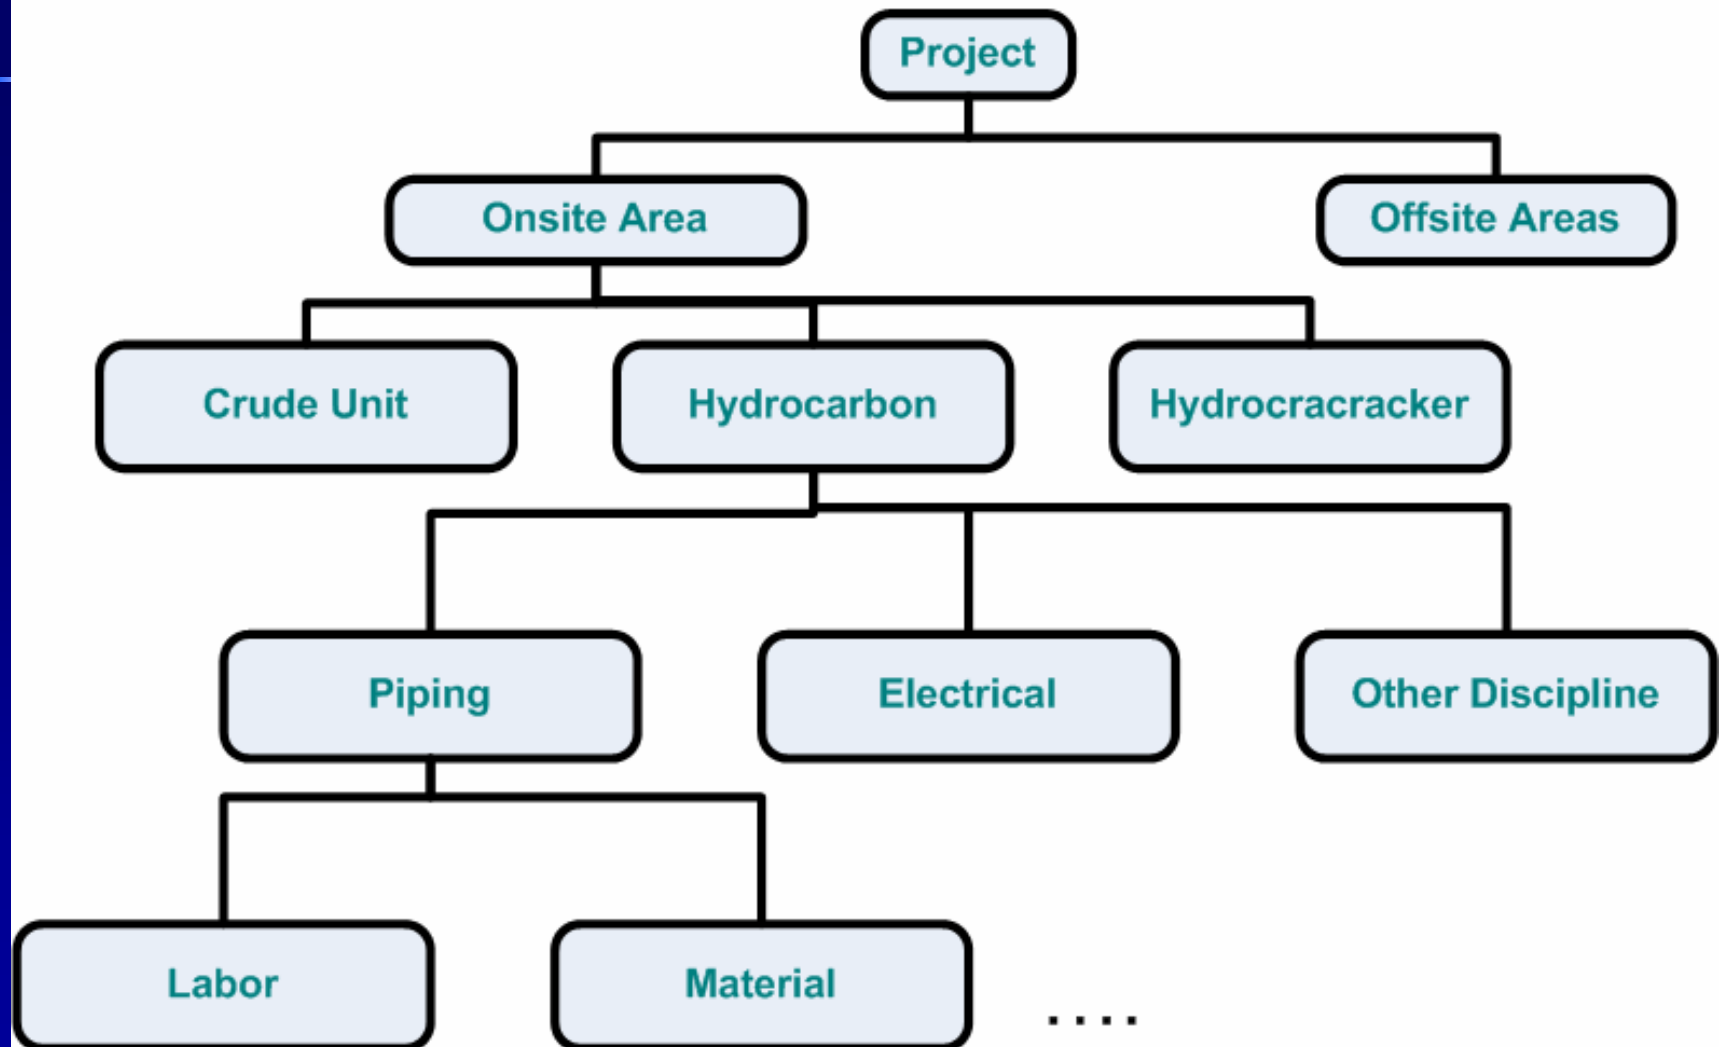 Project
Onsite Area
Offsite Areas
Crude Unit
Hydrocarbon
Hydrocracracker
Piping
Electrical
Other Discipline
Labor
Material
....